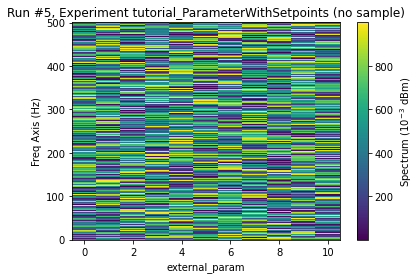 Run #5, Experiment tutorial_ParameterWithSetpoints (no sample)
500
400
300
200
100
0
Freq Axis (Hz)
0 2 4 6 8 10
external_param
800
600
400
200
Spectrum (10⁻³ dBm)